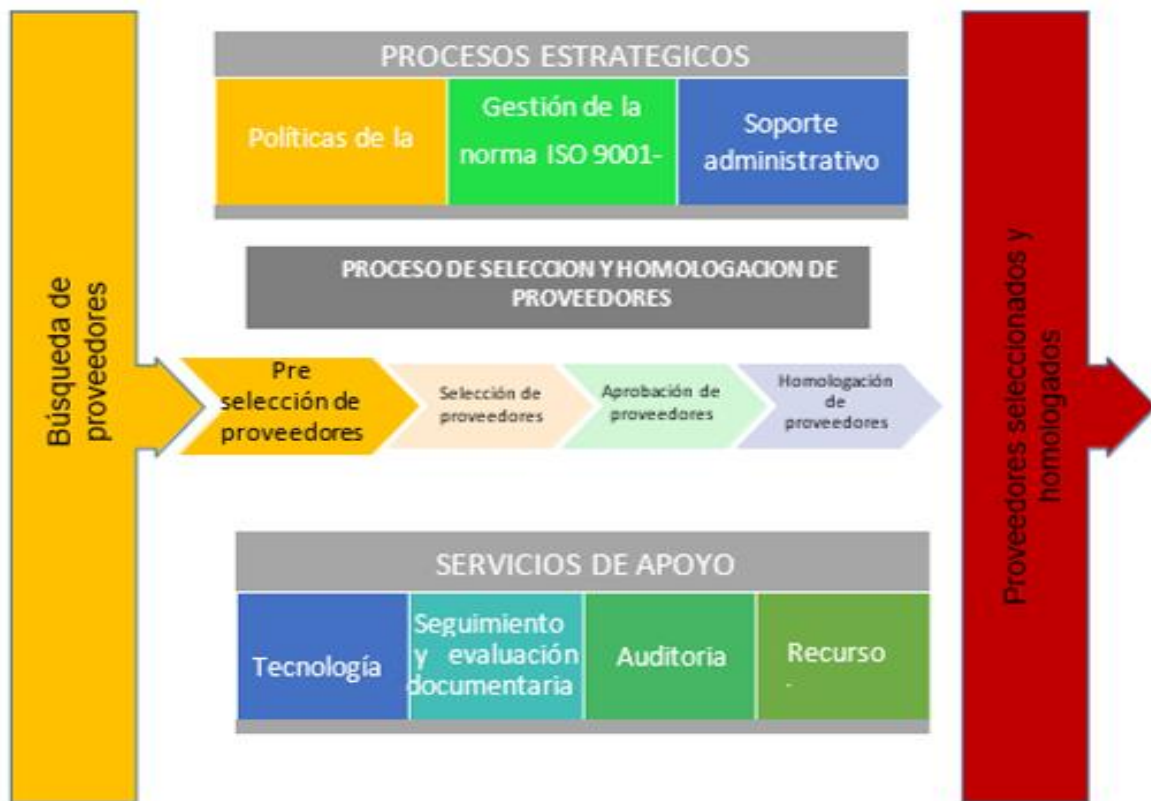 Búsqueda de
proveedores
PROCESOS ESTRATEGICOS
Políticas de la
Gestión de la
norma ISO 9001-
Soporte
administrativo
PROCESO DE SELECCION Y HOMOLOGACION DE
PROVEEDORES
Pre
selección de
proveedores
Selección de
proveedores
Aprobación de
proveedores
Homologación
de
proveedores
SERVICIOS DE APOYO
Tecnología
Seguimiento
y evaluación
documentaria
Auditoria
Recurso
Proveedores seleccionados y
homologados